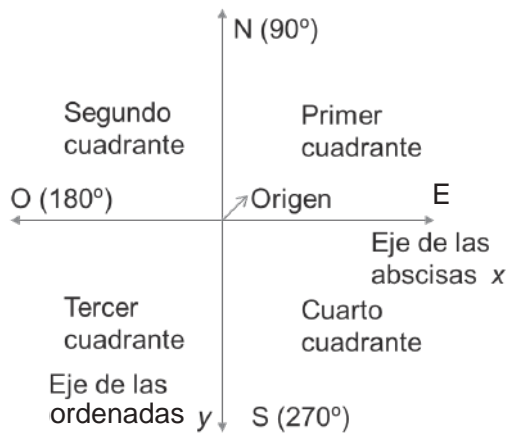 N (90º)
Segundo
cuadrante
Primer
cuadrante
O (180º)
Origen
E
Eje de las
abscisas x
Tercer
cuadrante
Cuarto
cuadrante
Eje de las
ordenadas y
S (270º)